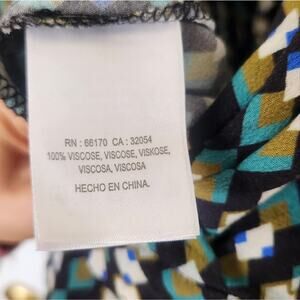 RN : 66170 CA : 32054
100% VISCOSE, VISCOSE, VISKOSE,
VISCOSA, VISCOSA
HECHO EN CHINA.